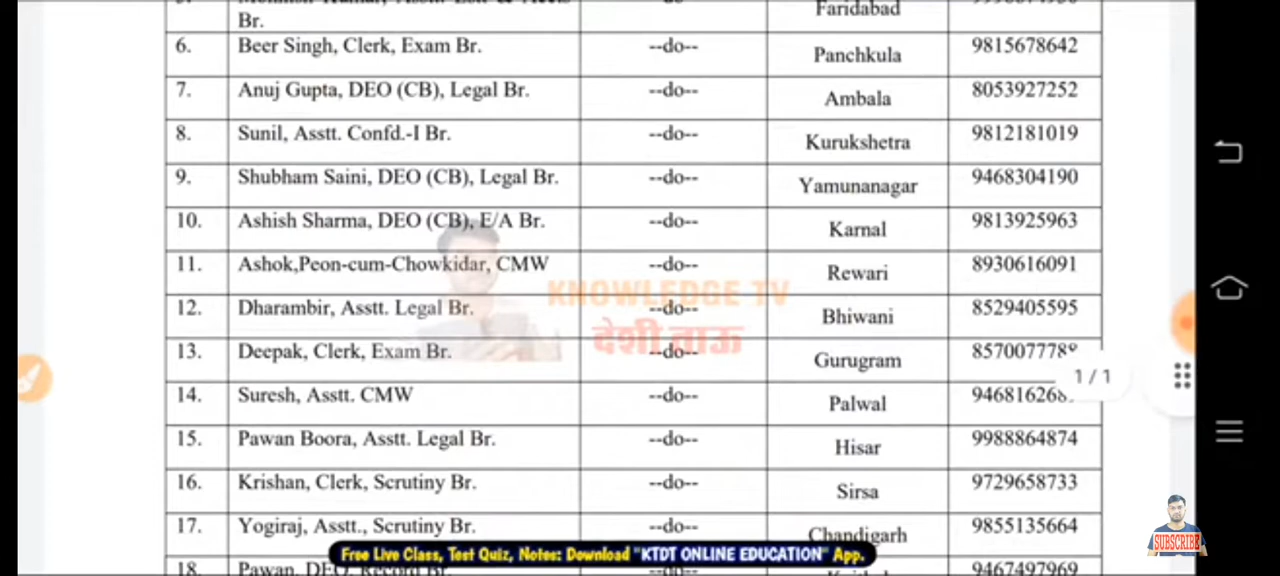 Br.
Faridabad
6. Beer Singh, Clerk, Exam Br. --do-- Panchkula 9815678642
7. Anuj Gupta, DEO (CB), Legal Br. --do-- Ambala 8053927252
8. Sunil, Asstt. Confd.-I Br. --do-- Kurukshetra 9812181019
9. Shubham Saini, DEO (CB), Legal Br. --do-- Yamunanagar 9468304190
10. Ashish Sharma, DEO (CB), E/A Br. --do-- Karnal 9813925963
11. Ashok,Peon-cum-Chowkidar, CMW --do-- Rewari 8930616091
KNOWLEDGE TV
12. Dharambir, Asstt. Legal Br. --do-- Bhiwani 8529405595
देशी ताऊ
13. Deepak, Clerk, Exam Br. --do-- Gurugram
1/1
14. Suresh, Asstt. CMW --do-- Palwal
15. Pawan Boora, Asstt. Legal Br. --do-- Hisar 9988864874
16. Krishan, Clerk, Scrutiny Br. --do-- Sirsa 9729658733
17. Yogiraj, Asstt., Scrutiny Br. --do-- Chandigarh 9855135664
SUBSCRIBE
Free Live Class, Test Quiz, Notes: Download "KTDT ONLINE EDUCATION" App.
18. Pawan, DEO, Record Br. --do-- 9467497969